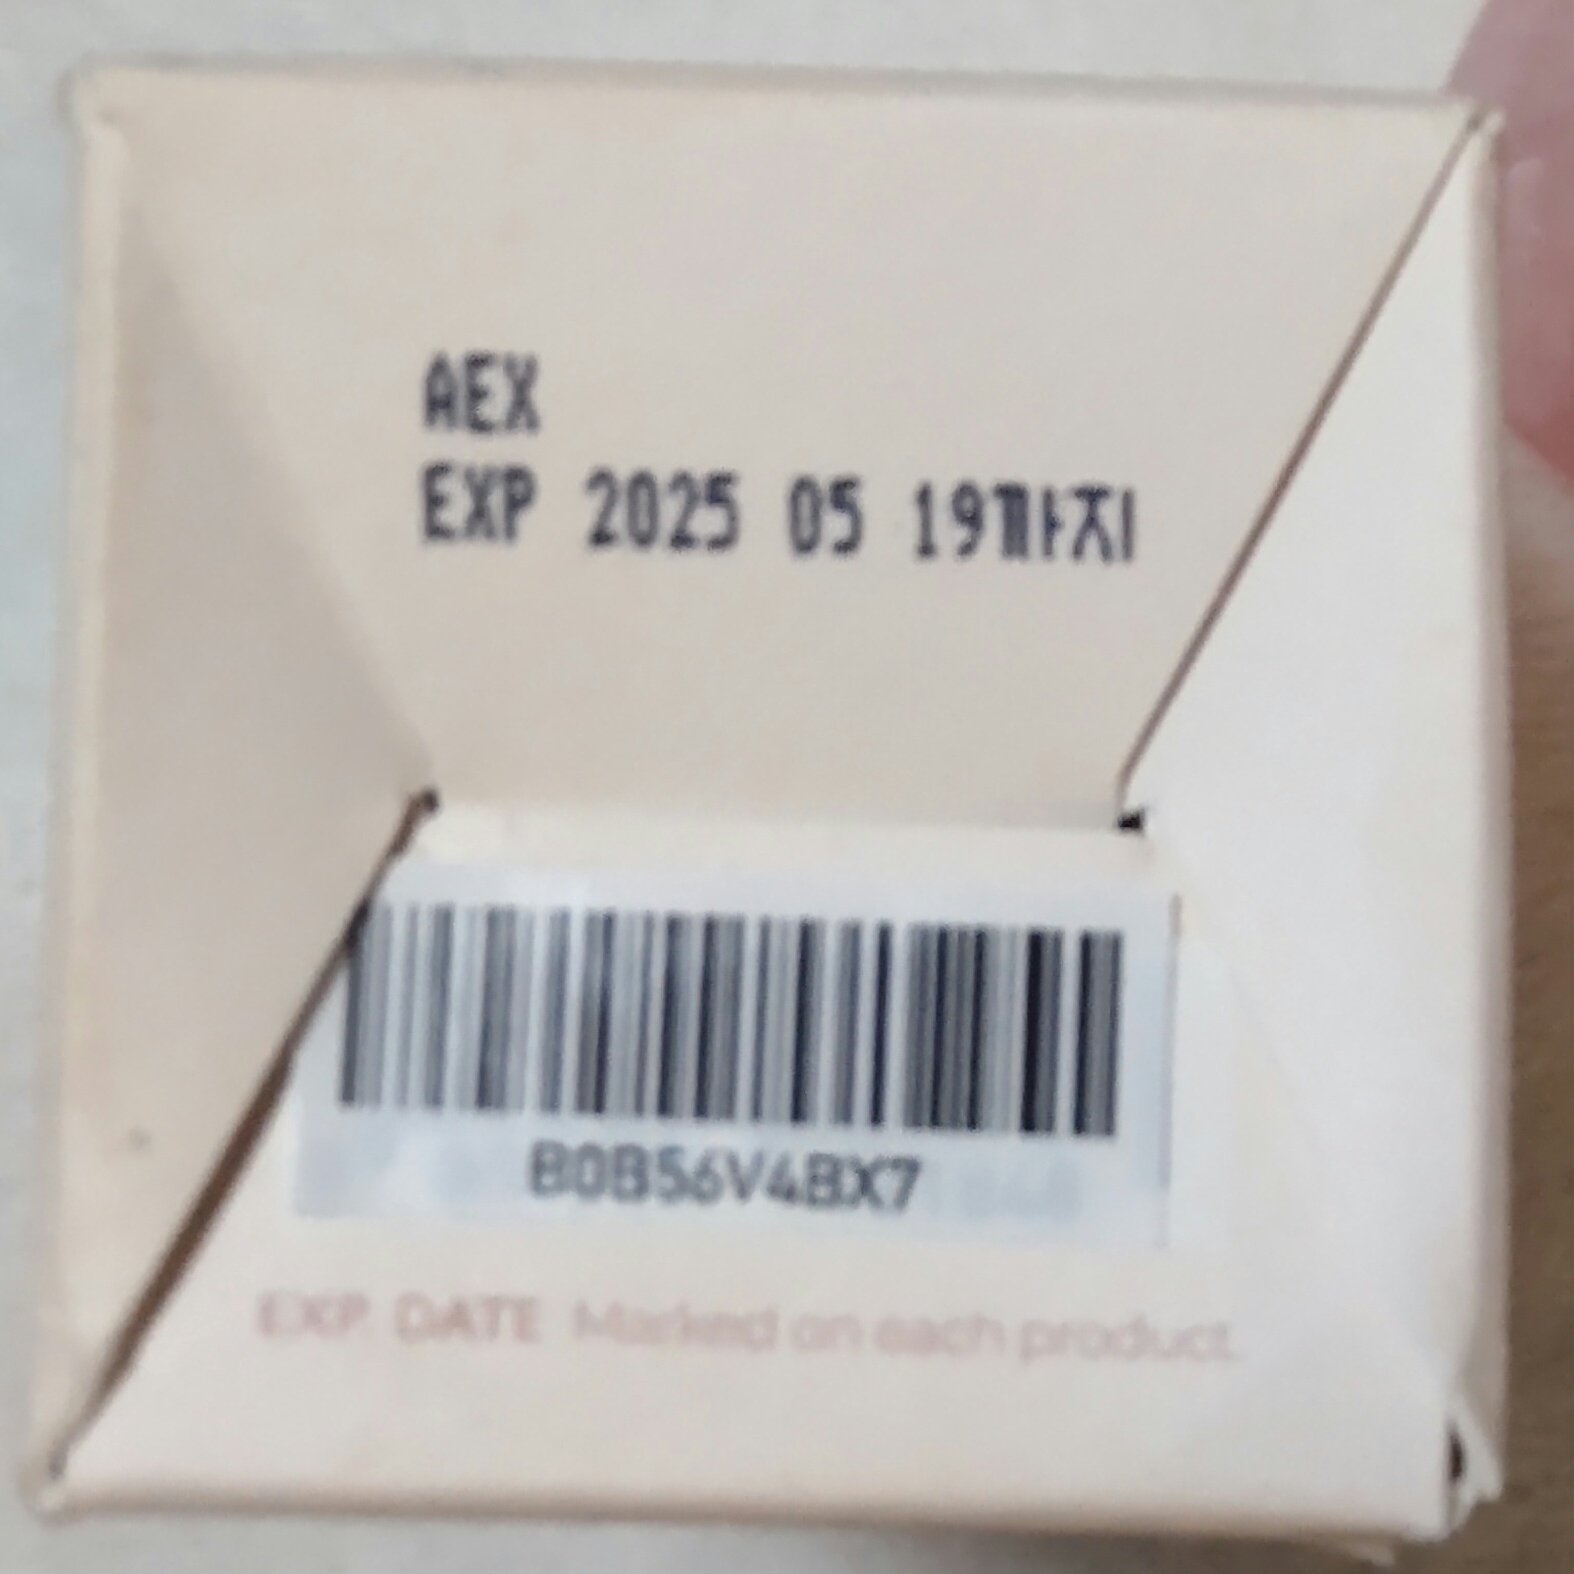 AEX
EXP 2025 05 19까지
B0B56V4BX7
EXP. DATE Marked on each product.